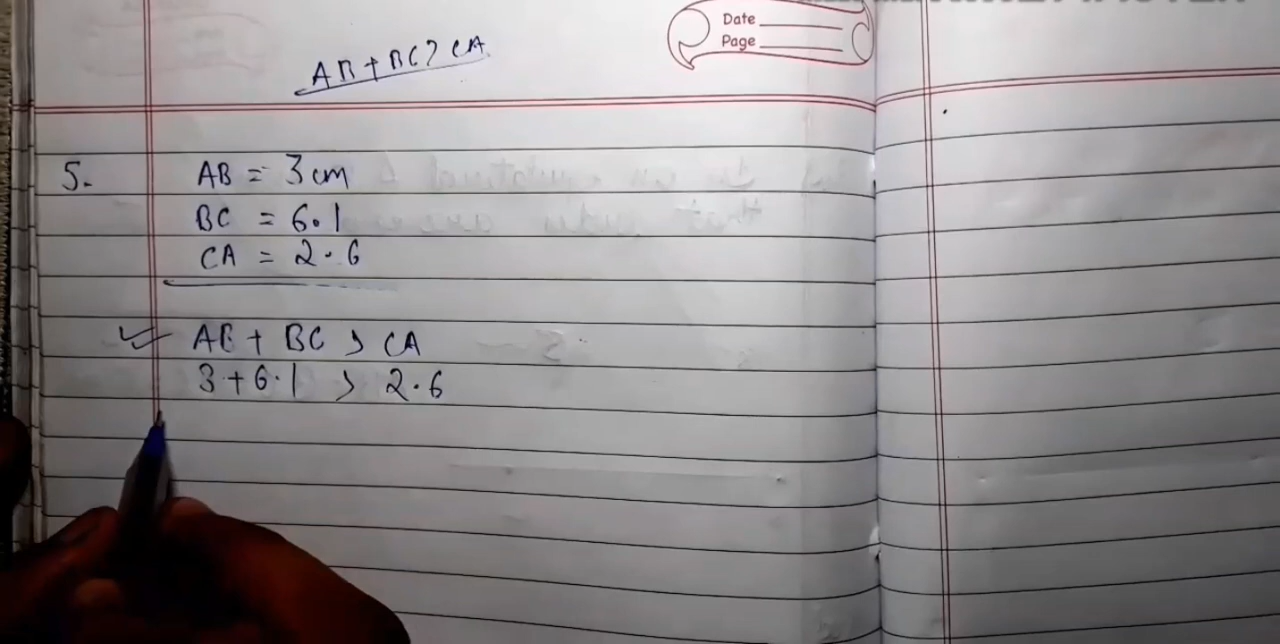 Date
Page
AB + BC > CA
5. AB = 3 cm
BC = 6.1
CA = 2.6
AB + BC > CA
3 + 6.1 > 2.6